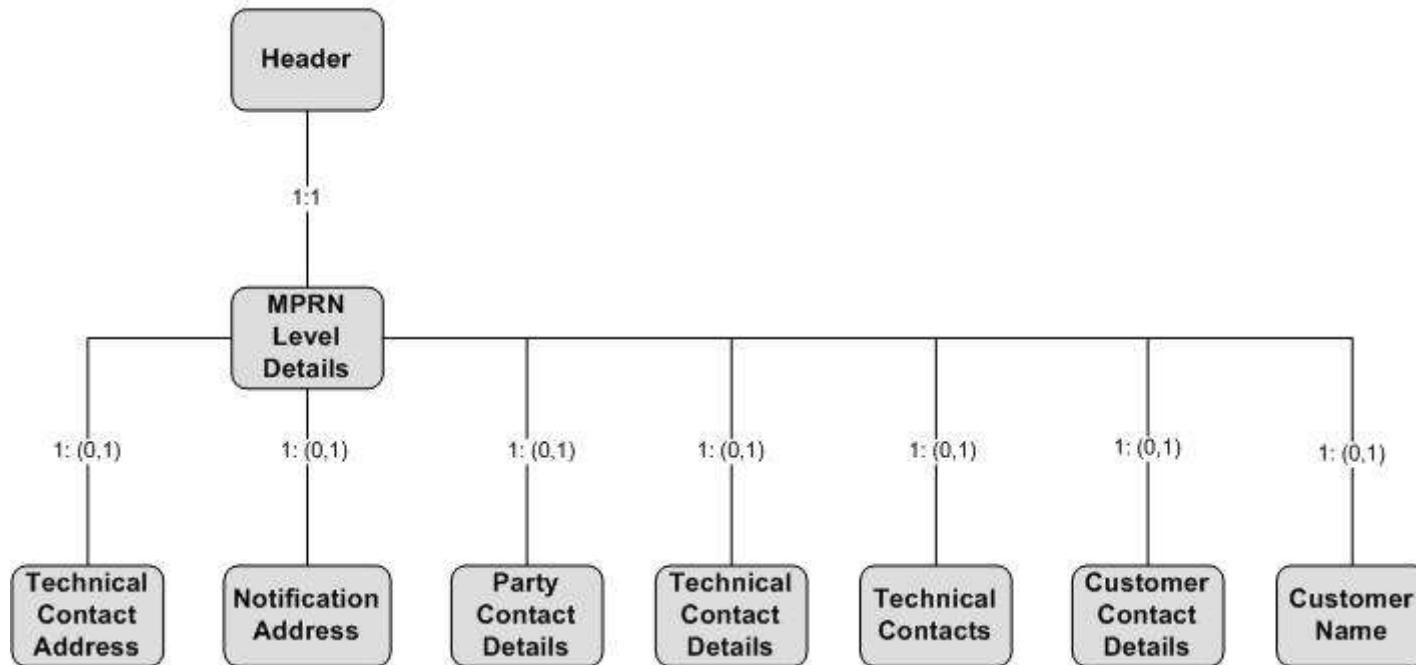 Header
1:1
MPRN
Level
Details
1: (0,1)
1: (0,1)
1: (0,1)
1: (0,1)
1: (0,1)
1: (0,1)
1: (0,1)
Technical
Contact
Address
Notification
Address
Party
Contact
Details
Technical
Contact
Details
Technical
Contacts
Customer
Contact
Details
Customer
Name